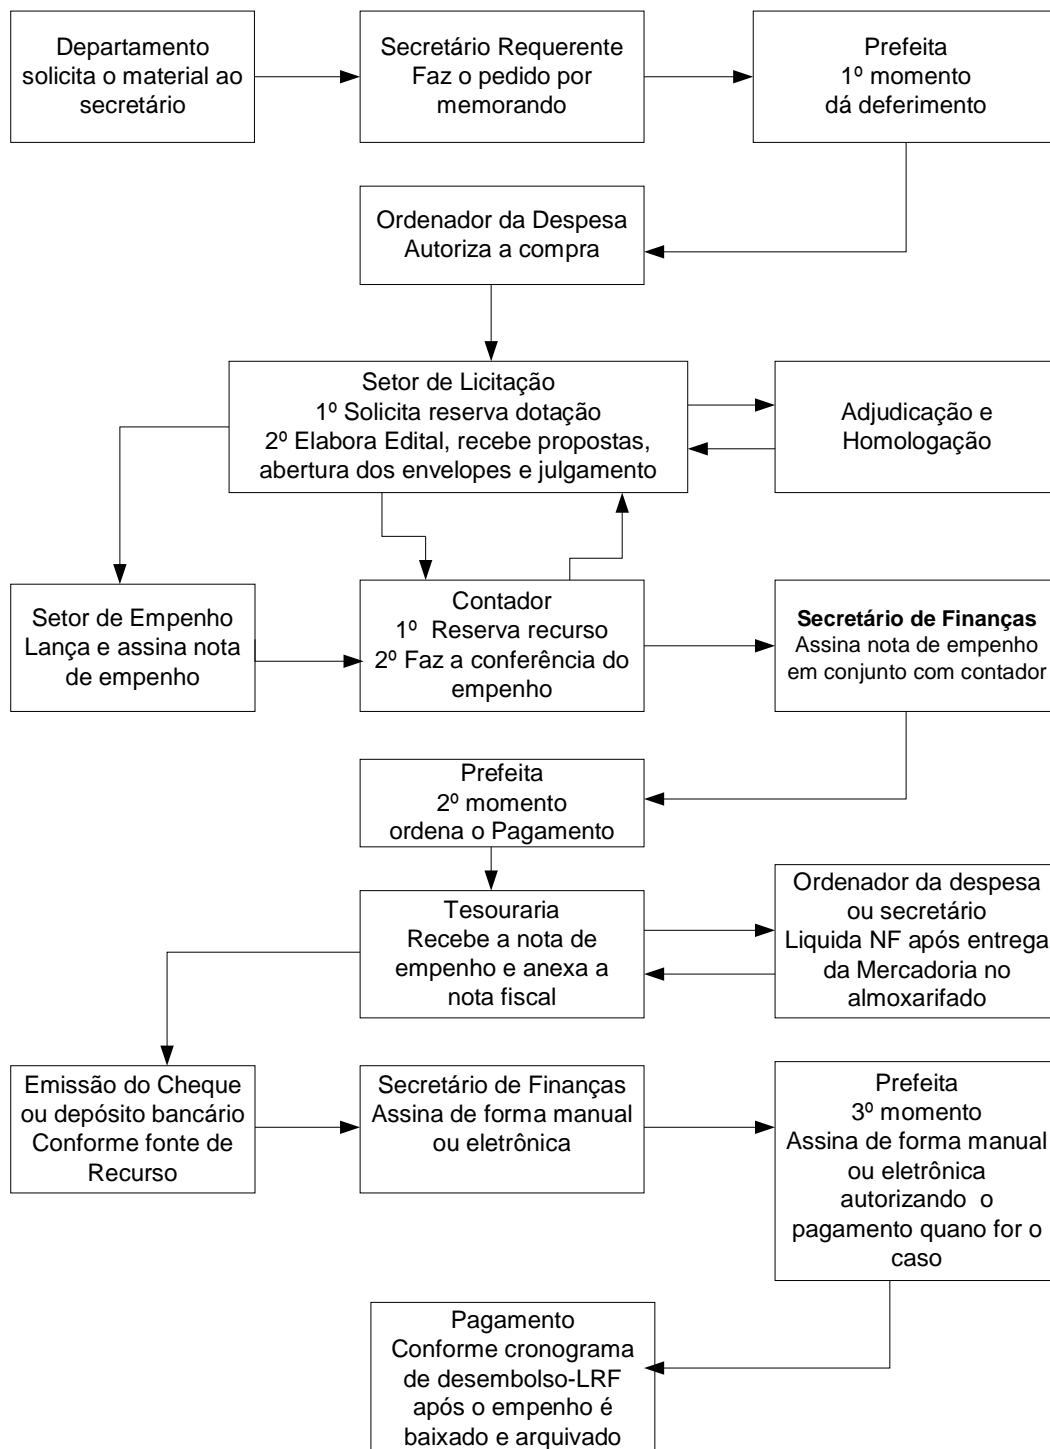 Departamento
solicita o material ao
secretário
Secretário Requerente
Faz o pedido por
memorando
Prefeita
1º momento
dá deferimento
Ordenador da Despesa
Autoriza a compra
Setor de Licitação
1º Solicita reserva dotação
2º Elabora Edital, recebe propostas,
abertura dos envelopes e julgamento
Adjudicação e
Homologação
Setor de Empenho
Lança e assina nota
de empenho
Contador
1º Reserva recurso
2º Faz a conferência do
empenho
Secretário de Finanças
Assina nota de empenho
em conjunto com contador
Prefeita
2º momento
ordena o Pagamento
Tesouraria
Recebe a nota de
empenho e anexa a
nota fiscal
Ordenador da despesa
ou secretário
Liquida NF após entrega
da Mercadoria no
almoxarifado
Emissão do Cheque
ou depósito bancário
Conforme fonte de
Recurso
Secretário de Finanças
Assina de forma manual
ou eletrônica
Prefeita
3º momento
Assina de forma manual
ou eletrônica
autorizando o
pagamento quano for o
caso
Pagamento
Conforme cronograma
de desembolso-LRF
após o empenho é
baixado e arquivado